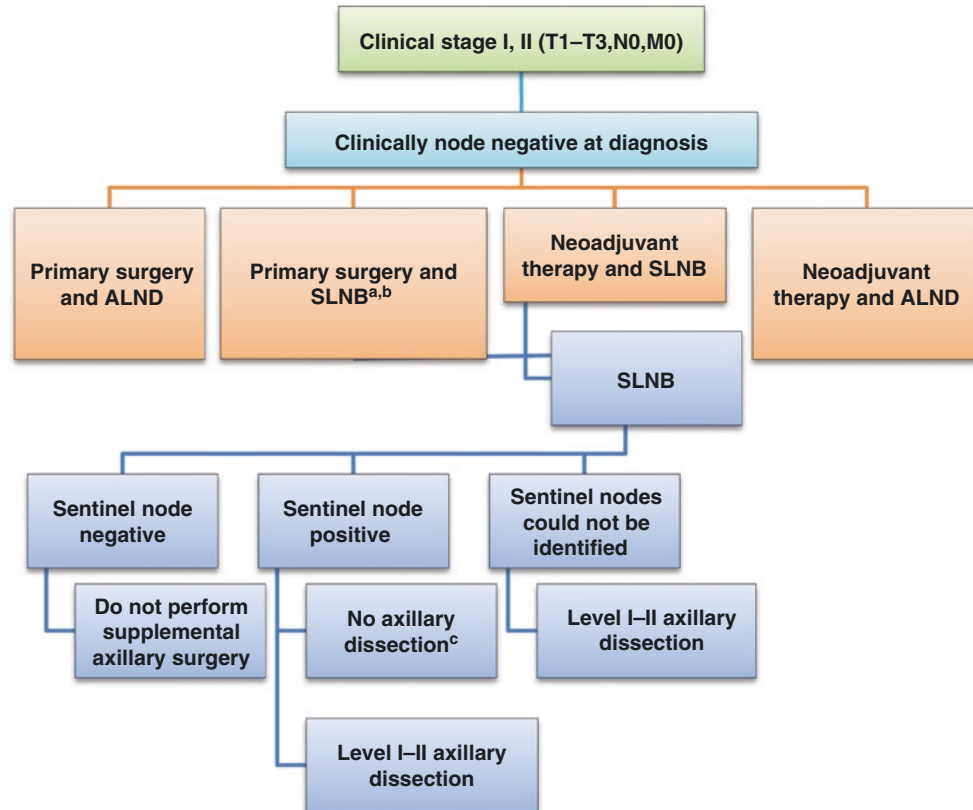 Clinical stage I, II (T1–T3,N0,M0)
Clinically node negative at diagnosis
Primary surgery
and ALND
Primary surgery and
SLNBa,b
Neoadjuvant
therapy and SLNB
Neoadjuvant
therapy and ALND
SLNB
Sentinel node
negative
Sentinel node
positive
Sentinel nodes
could not be
identified
Do not perform
supplemental
axillary surgery
No axillary
dissectionc
Level I–II axillary
dissection
Level I–II axillary
dissection